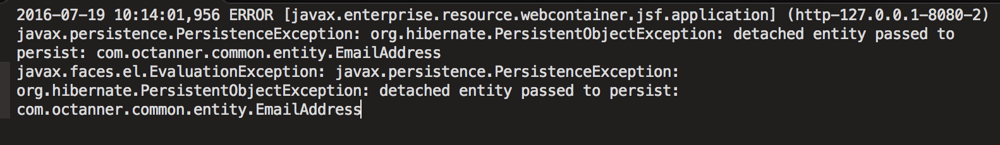 2016-07-19 10:14:01,956 ERROR [javax.enterprise.resource.webcontainer.jsf.application] (http-127.0.0.1-8080-2)
javax.persistence.PersistenceException: org.hibernate.PersistentObjectException: detached entity passed to
persist: com.octanner.common.entity.EmailAddress
javax.faces.el.EvaluationException: javax.persistence.PersistenceException:
org.hibernate.PersistentObjectException: detached entity passed to persist:
com.octanner.common.entity.EmailAddress